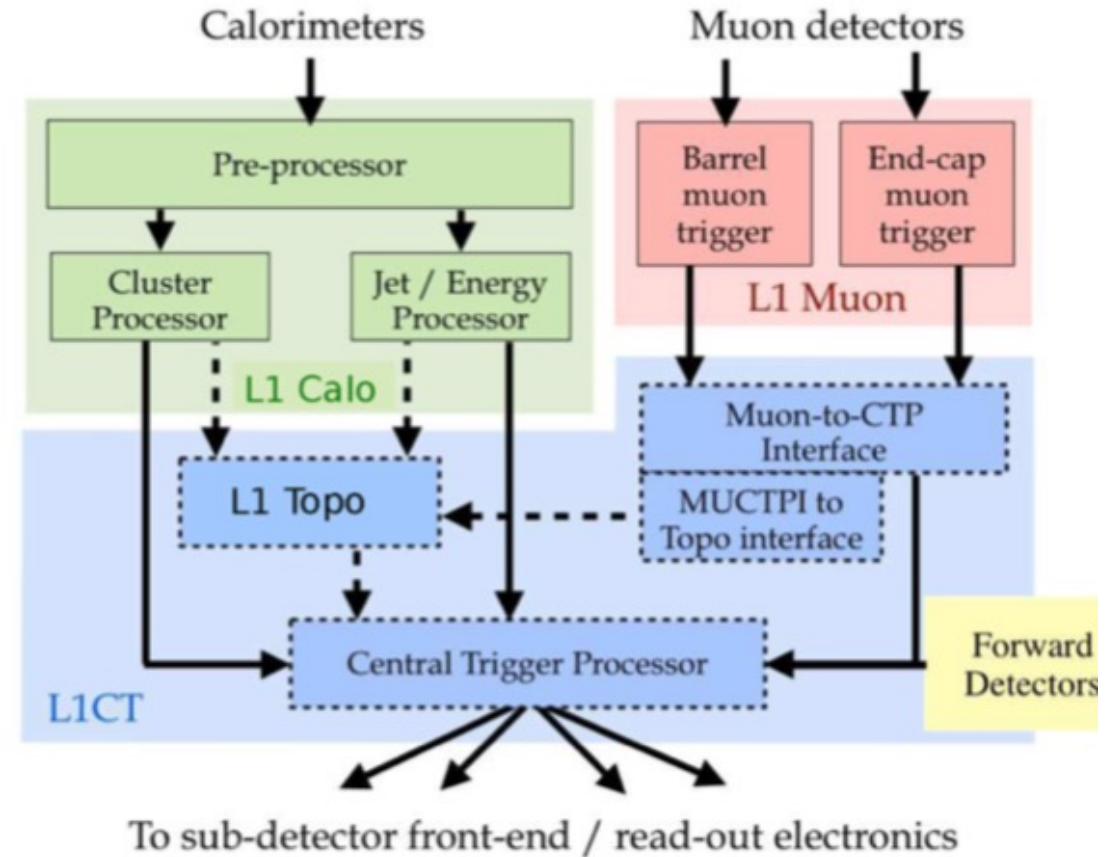 Calorimeters
Muon detectors
Pre-processor
Barrel
muon
trigger
End-cap
muon
trigger
Cluster
Processor
Jet / Energy
Processor
L1 Muon
L1 Calo
Muon-to-CTP
Interface
L1 Topo
MUCTPI to
Topo interface
Central Trigger Processor
Forward
Detectors
L1CT
To sub-detector front-end / read-out electronics